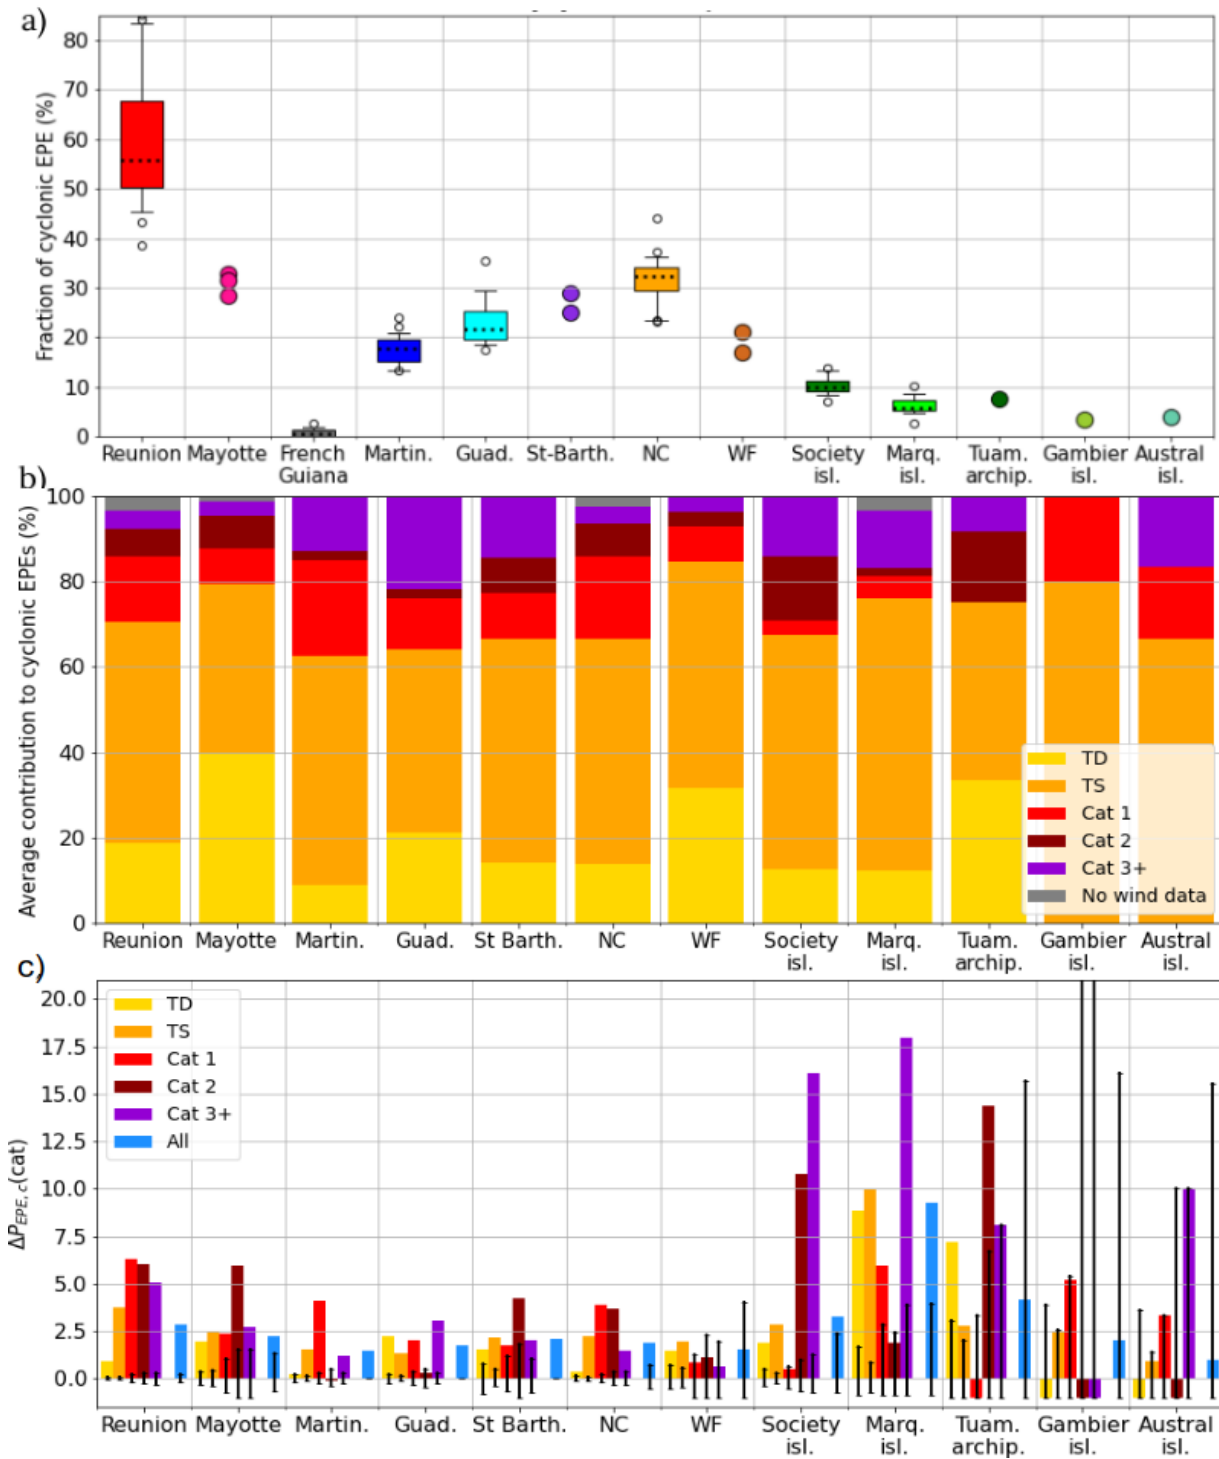 a)
Fraction of cyclonic EPE (%)
80
70
60
50
40
30
20
10
0
Reunion Mayotte French Guiana Martin. Guad. St-Barth. NC WF Society isl. Marq. isl. Tuam. archip. Gambier isl. Austral isl.
b)
Average contribution to cyclonic EPEs (%)
100
80
60
40
20
0
TD
TS
Cat 1
Cat 2
Cat 3+
No wind data
Reunion Mayotte Martin. Guad. St Barth. NC WF Society isl. Marq. isl. Tuam. archip. Gambier isl. Austral isl.
c)
ΔP_EPE,c(cat)
20.0
17.5
15.0
12.5
10.0
7.5
5.0
2.5
0.0
TD
TS
Cat 1
Cat 2
Cat 3+
All
Reunion Mayotte Martin. Guad. St Barth. NC WF Society isl. Marq. isl. Tuam. archip. Gambier isl. Austral isl.